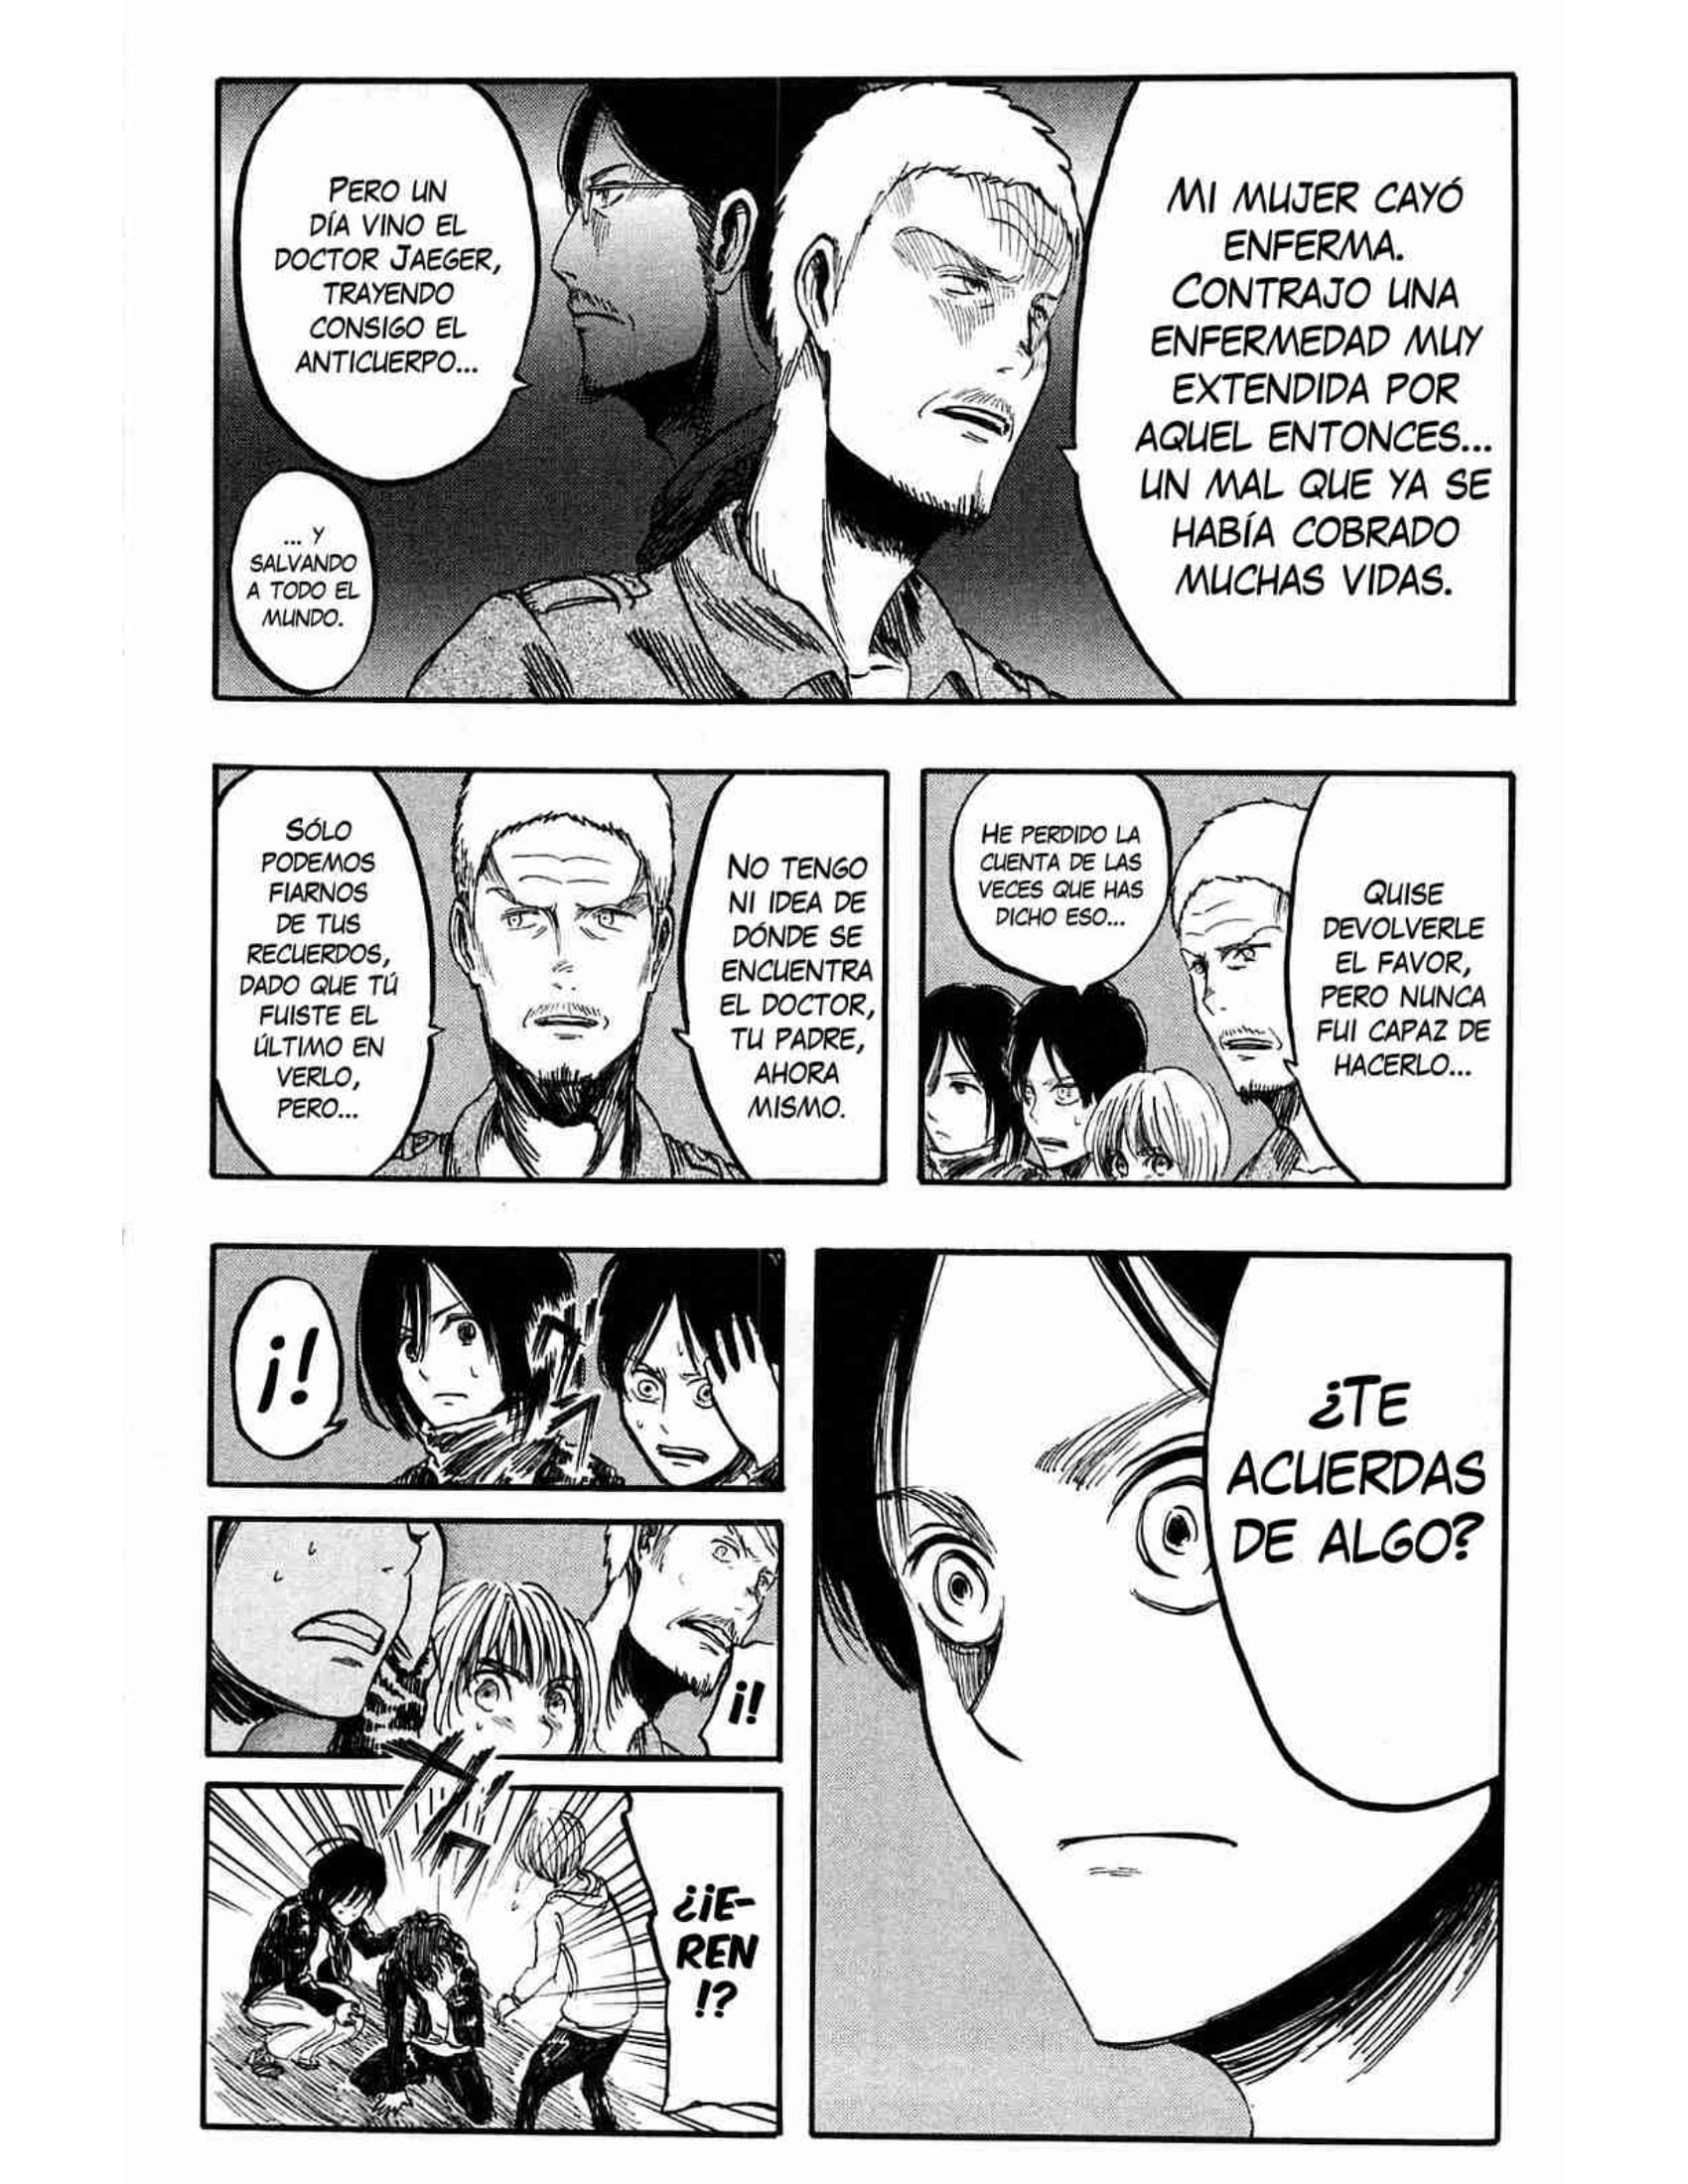 MI MUJER CAYÓ
ENFERMA.
CONTRAJO UNA
ENFERMEDAD MUY
EXTENDIDA POR
AQUEL ENTONCES...
UN MAL QUE YA SE
HABÍA COBRADO
MUCHAS VIDAS.
PERO UN
DÍA VINO EL
DOCTOR JAEGER,
TRAYENDO
CONSIGO EL
ANTICUERPO...
... Y
SALVANDO
A TODO EL
MUNDO.
QUISE
DEVOLVERLE
EL FAVOR,
PERO NUNCA
FUI CAPAZ DE
HACERLO...
HE PERDIDO LA
CUENTA DE LAS
VECES QUE HAS
DICHO ESO...
NO TENGO
NI IDEA DE
DÓNDE SE
ENCUENTRA
EL DOCTOR,
TU PADRE,
AHORA
MISMO.
SÓLO
PODEMOS
FIARNOS
DE TUS
RECUERDOS,
DADO QUE TÚ
FUISTE EL
ÚLTIMO EN
VERLO,
PERO...
¿TE
ACUERDAS
DE ALGO?
¡!
¡!
¿¡E-
REN
!?